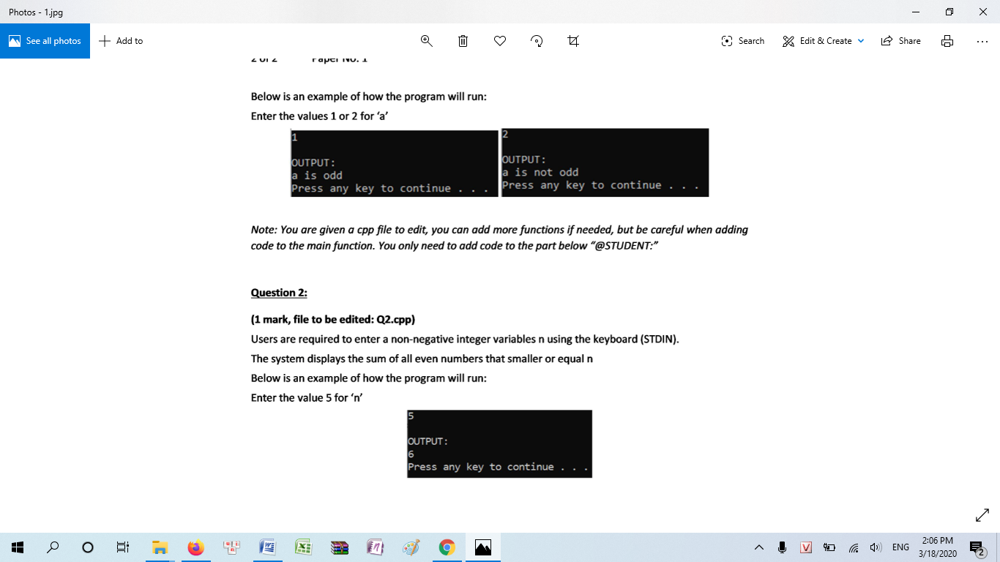 Photos - 1.jpg
See all photos
Add to
Search
Edit & Create
Share
2 of 2 Paper No. 1
Below is an example of how the program will run:
Enter the values 1 or 2 for ‘a’
1
OUTPUT:
a is odd
Press any key to continue . . .
2
OUTPUT:
a is not odd
Press any key to continue . . .
Note: You are given a cpp file to edit, you can add more functions if needed, but be careful when adding
code to the main function. You only need to add code to the part below “@STUDENT:”
Question 2:
(1 mark, file to be edited: Q2.cpp)
Users are required to enter a non-negative integer variables n using the keyboard (STDIN).
The system displays the sum of all even numbers that smaller or equal n
Below is an example of how the program will run:
Enter the value 5 for ‘n’
5
OUTPUT:
6
Press any key to continue . . .
ENG
2:06 PM
3/18/2020
2